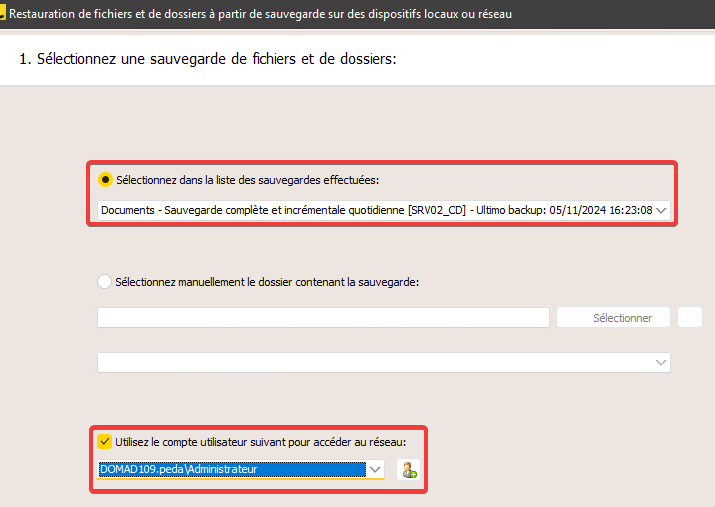 Restauration de fichiers et de dossiers à partir de sauvegarde sur des dispositifs locaux ou réseau
1. Sélectionnez une sauvegarde de fichiers et de dossiers:
Sélectionnez dans la liste des sauvegardes effectuées:
Documents - Sauvegarde complète et incrémentale quotidienne [SRV02_CD] - Ultimo backup: 05/11/2024 16:23:08
Sélectionnez manuellement le dossier contenant la sauvegarde:
Sélectionner
Utilisez le compte utilisateur suivant pour accéder au réseau:
DOMAD109.peda\Administrateur